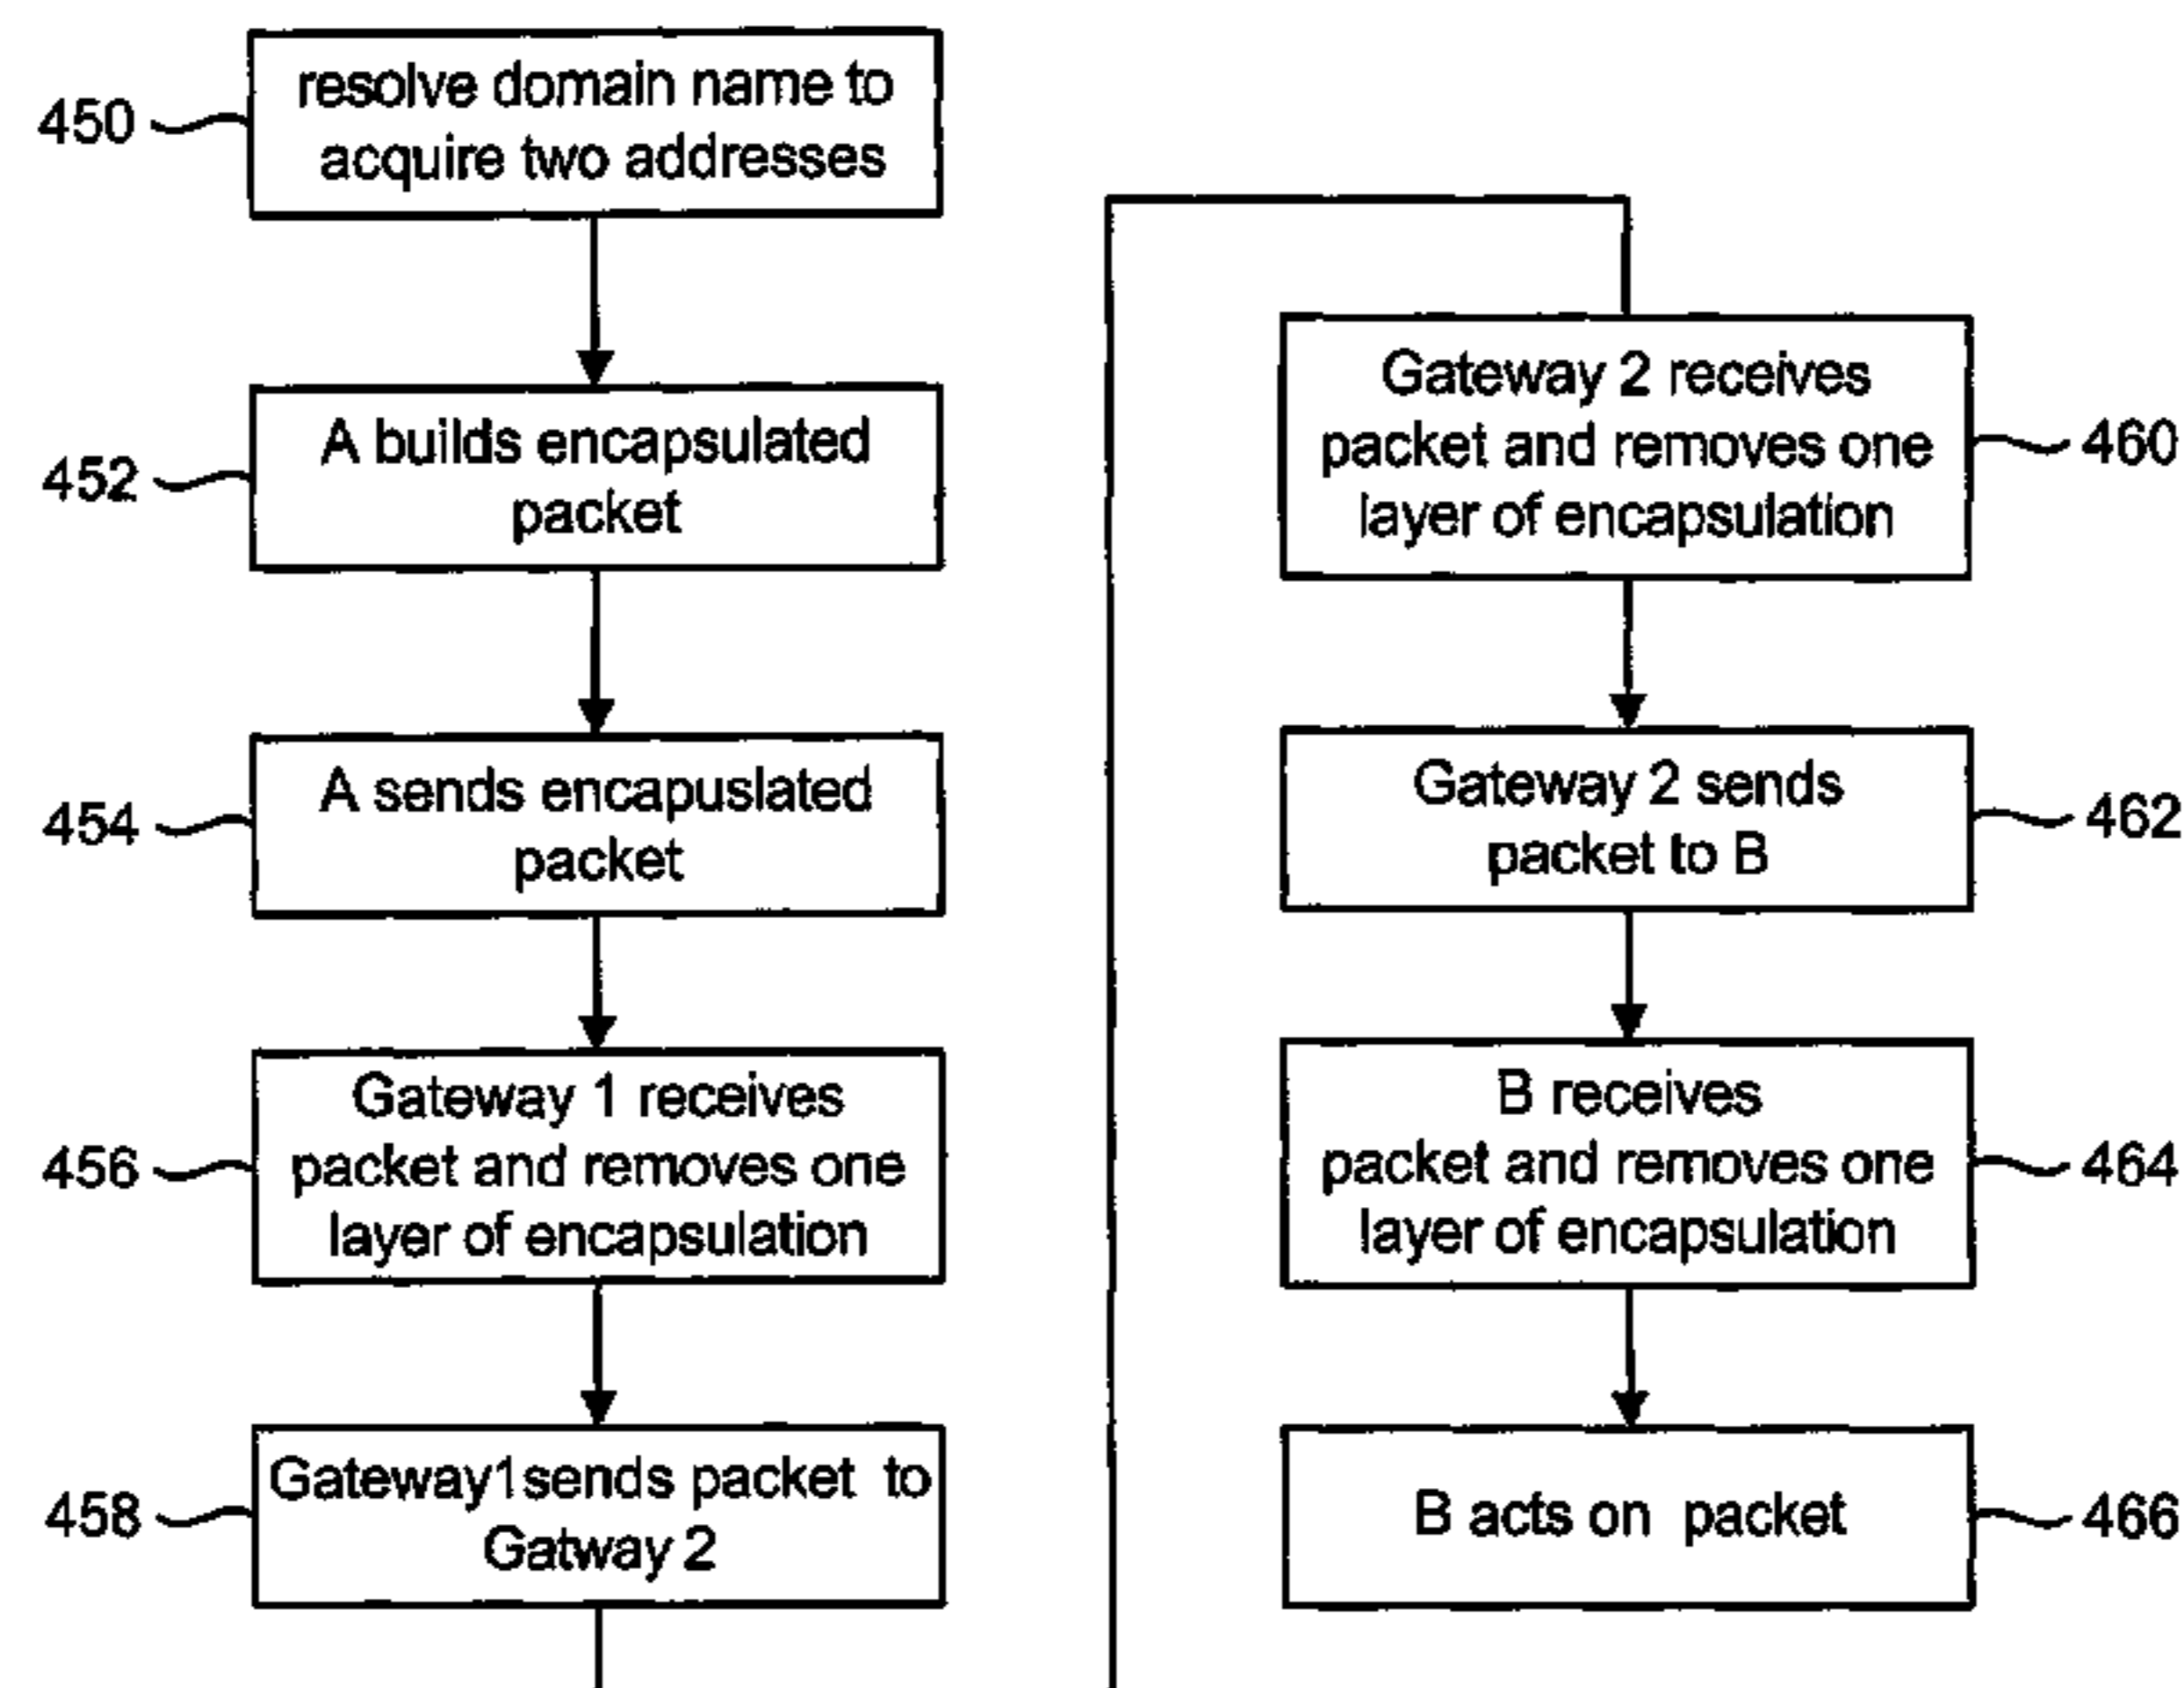 450
resolve domain name to
acquire two addresses
452
A builds encapsulated
packet
454
A sends encapuslated
packet
456
Gateway 1 receives
packet and removes one
layer of encapsulation
458
Gateway1sends packet to
Gatway 2
Gateway 2 receives
packet and removes one
layer of encapsulation
460
Gateway 2 sends
packet to B
462
B receives
packet and removes one
layer of encapsulation
464
B acts on packet
466